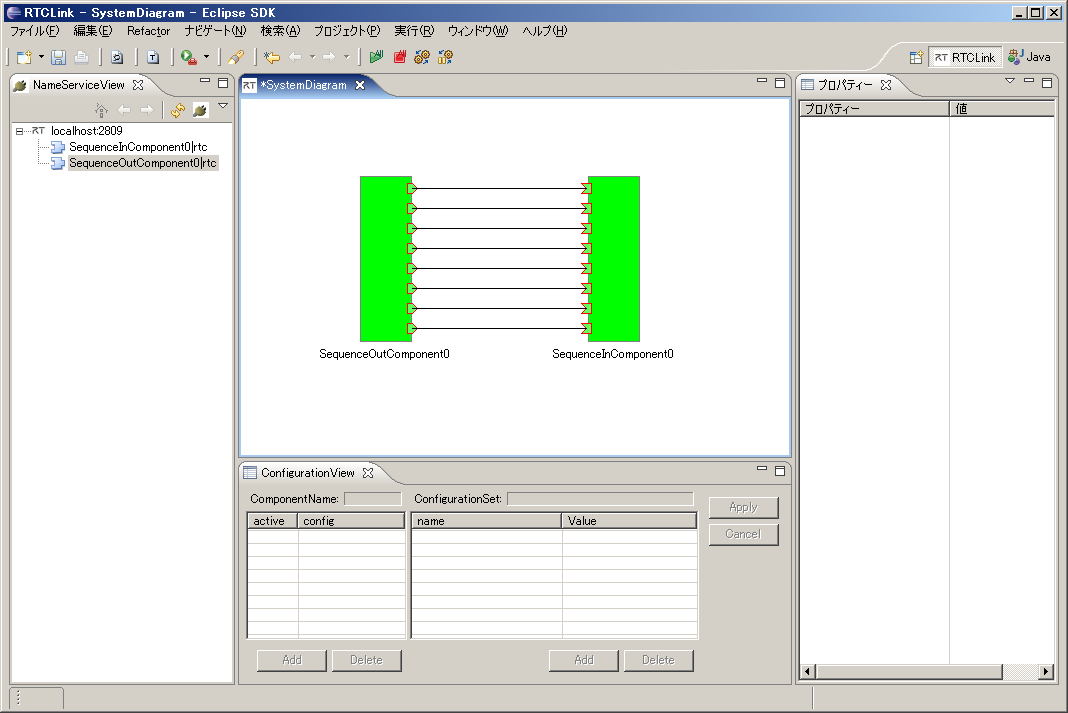 RTCLink - SystemDiagram - Eclipse SDK
ファイル(F) 編集(E) Refactor ナビゲート(N) 検索(A) プロジェクト(P) 実行(R) ウィンドウ(W) ヘルプ(H)
RT RTCLink Java
NameServiceView
RT localhost:2809
SequenceInComponent0|rtc
SequenceOutComponent0|rtc
RT *SystemDiagram
SequenceOutComponent0 SequenceInComponent0
ConfigurationView
ComponentName: ConfigurationSet:
active config name Value
Apply
Cancel
Add Delete Add Delete
プロパティー
プロパティー 値